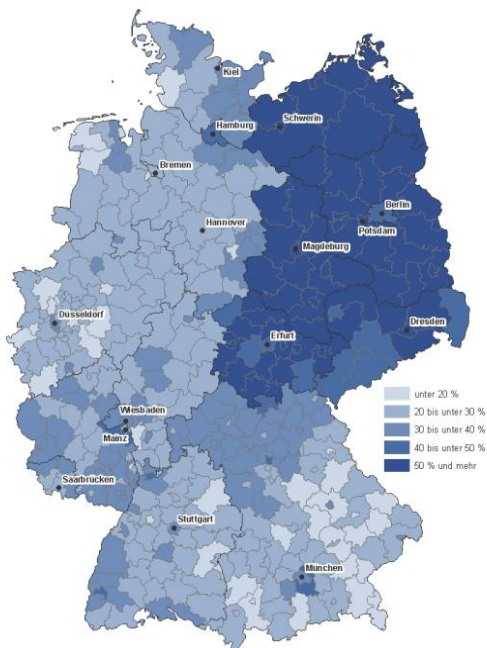 Kiel
Hamburg
Schwerin
Bremen
Berlin
Hannover
Potsdam
Magdeburg
Düsseldorf
Erfurt
Dresden
unter 20 %
20 bis unter 30 %
30 bis unter 40 %
40 bis unter 50 %
50 % und mehr
Wiesbaden
Mainz
Saarbrücken
Stuttgart
München